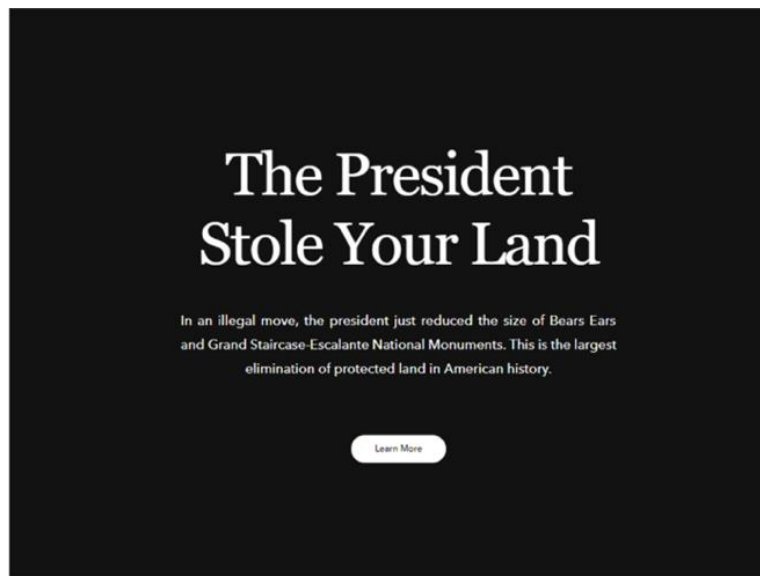 The President
Stole Your Land
In an illegal move, the president just reduced the size of Bears Ears
and Grand Staircase-Escalante National Monuments. This is the largest
elimination of protected land in American history.
Learn More